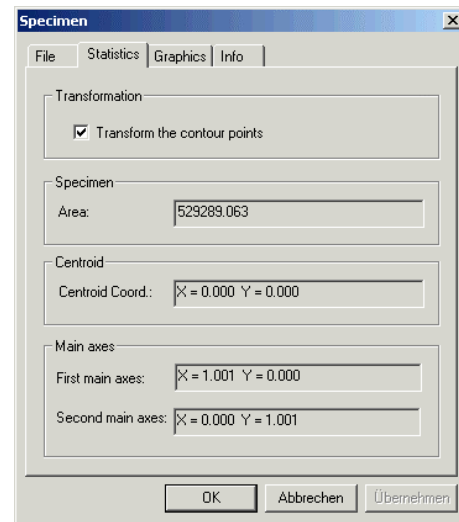 Specimen
File Statistics Graphics Info
Transformation
Transform the contour points
Specimen
Area: 529289.063
Centroid
Centroid Coord.: X = 0.000 Y = 0.000
Main axes
First main axes: X = 1.001 Y = 0.000
Second main axes: X = 0.000 Y = 1.001
OK Abbrechen Übernehmen